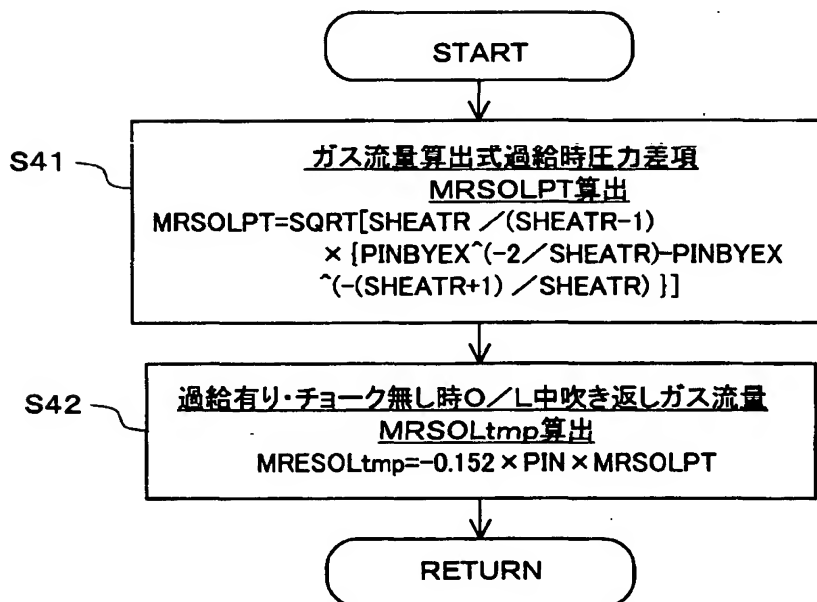 START
S41
ガス流量算出式過給時圧力差項
MRSOLPT算出
MRSOLPT=SQRT[SHEATR /(SHEATR-1)
× {PINBYEX^(-2/SHEATR)-PINBYEX
^(-(SHEATR+1) /SHEATR) }]
S42
過給有り・チョーク無し時O/L中吹き返しガス流量
MRSOLtmp算出
MRESOLtmp=-0.152×PIN×MRSOLPT
RETURN